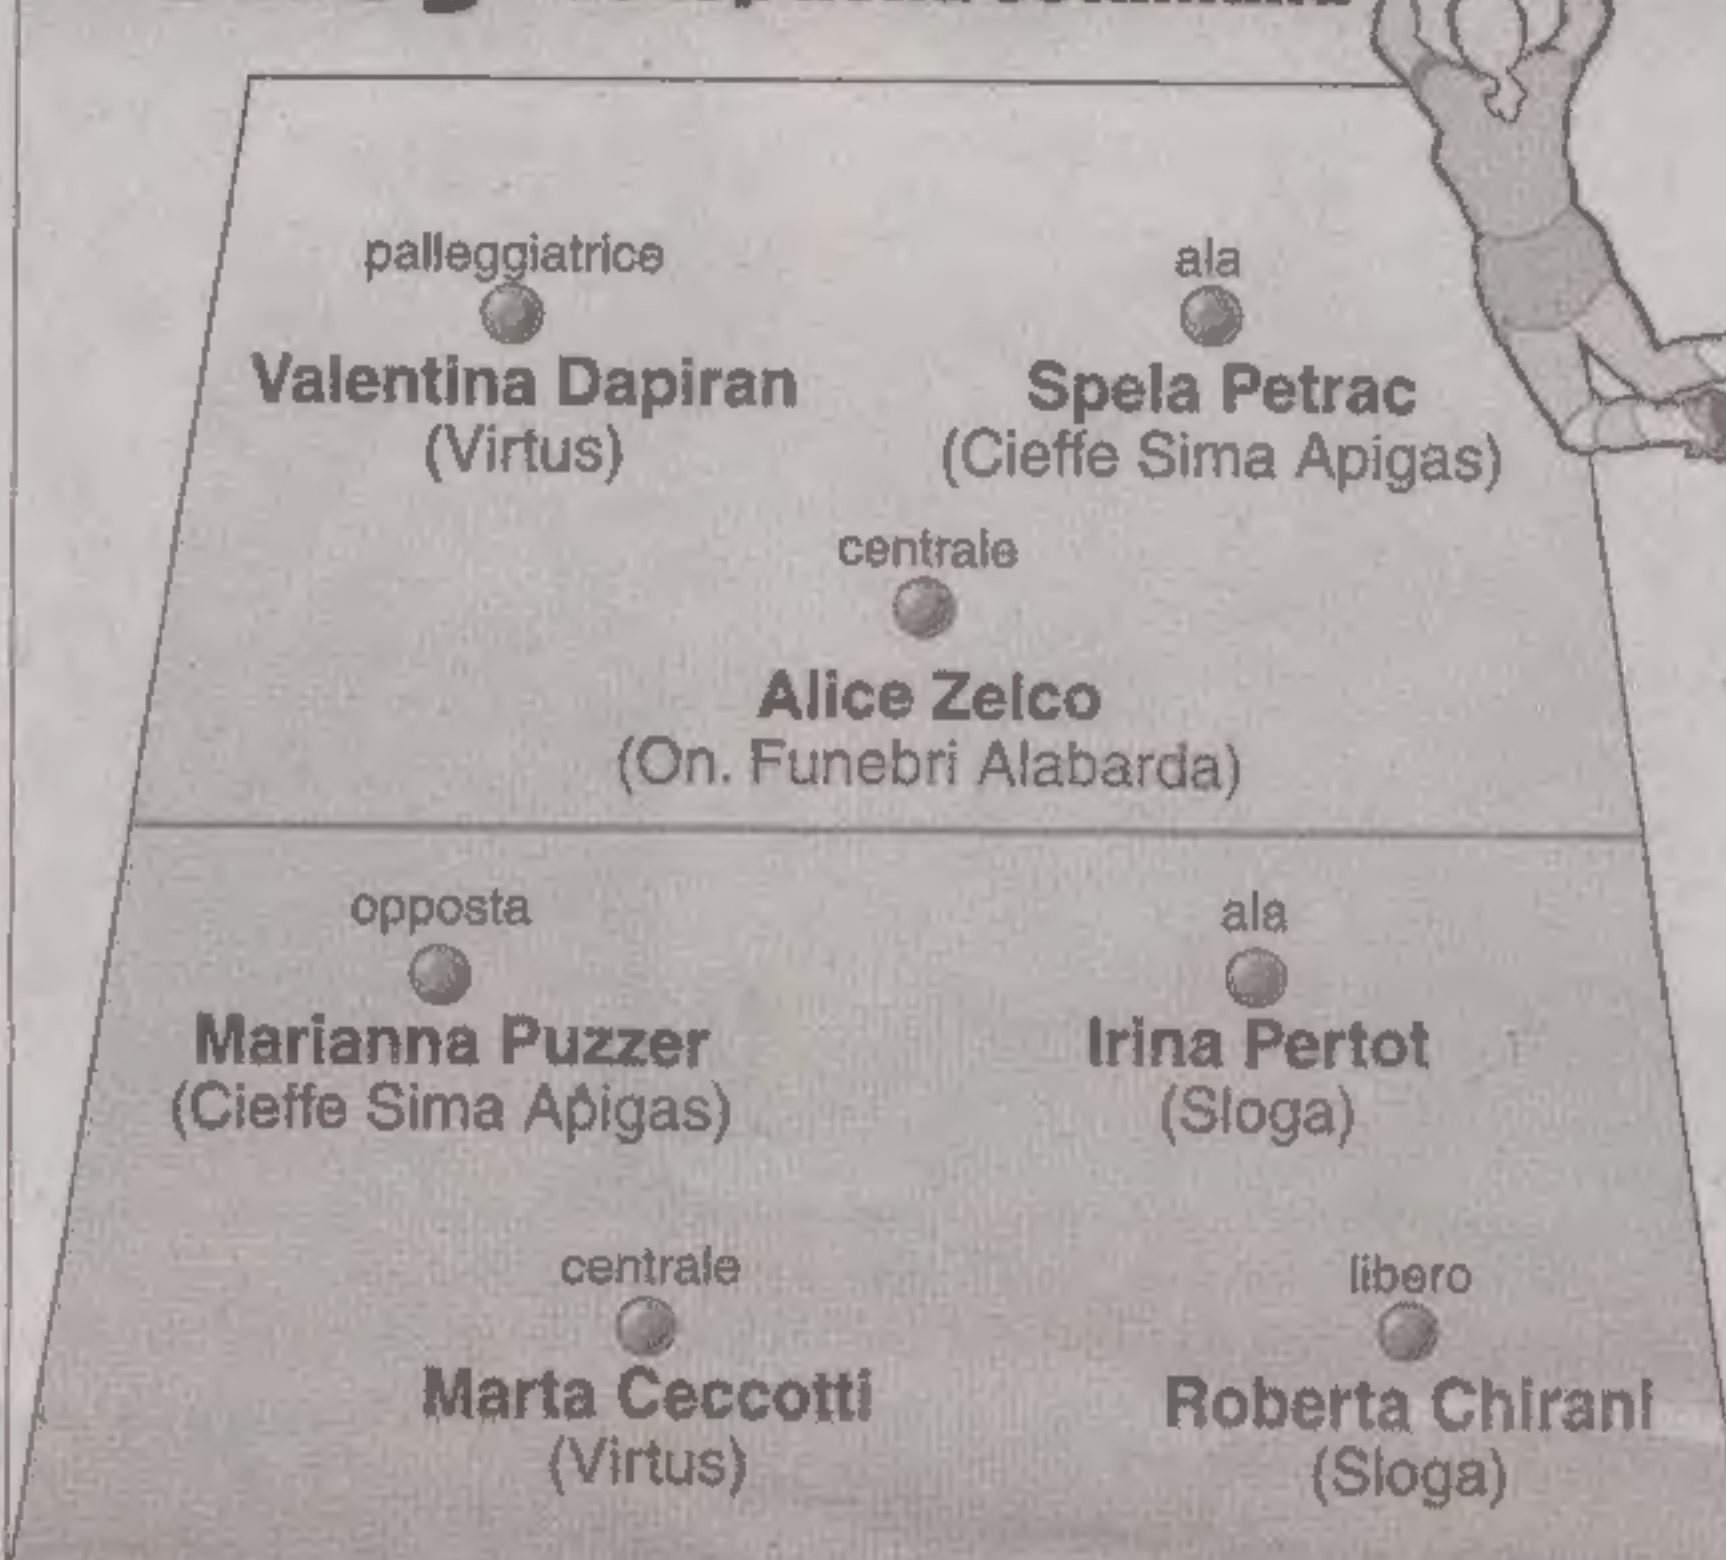 palleggiatrice
ala
Valentina Dapiran
Spela Petrac
(Virtus)
(Cieffe Sima Apigas)
centrale
Alice Zelco
(On. Funebri Alabarda)
opposta
ala
Marianna Puzzer
Irina Pertot
(Cieffe Sima Apigas)
(Sloga)
centrale
libero
Marta Ceccotti
Roberta Chirani
(Virtus)
(Sloga)